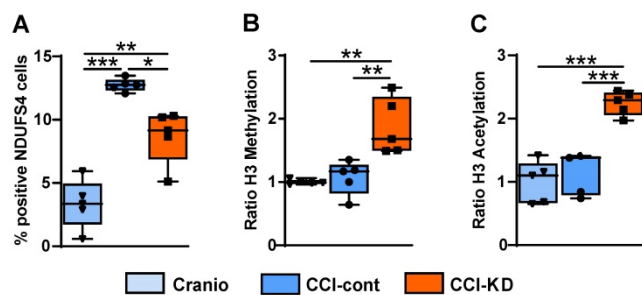 A
% positive NDUFS4 cells
15
10
5
0
**
***
*
B
Ratio H3 Methylation
3
2
1
0
**
**
C
Ratio H3 Acetylation
3
2
1
0
***
***
Cranio
CCI-cont
CCI-KD